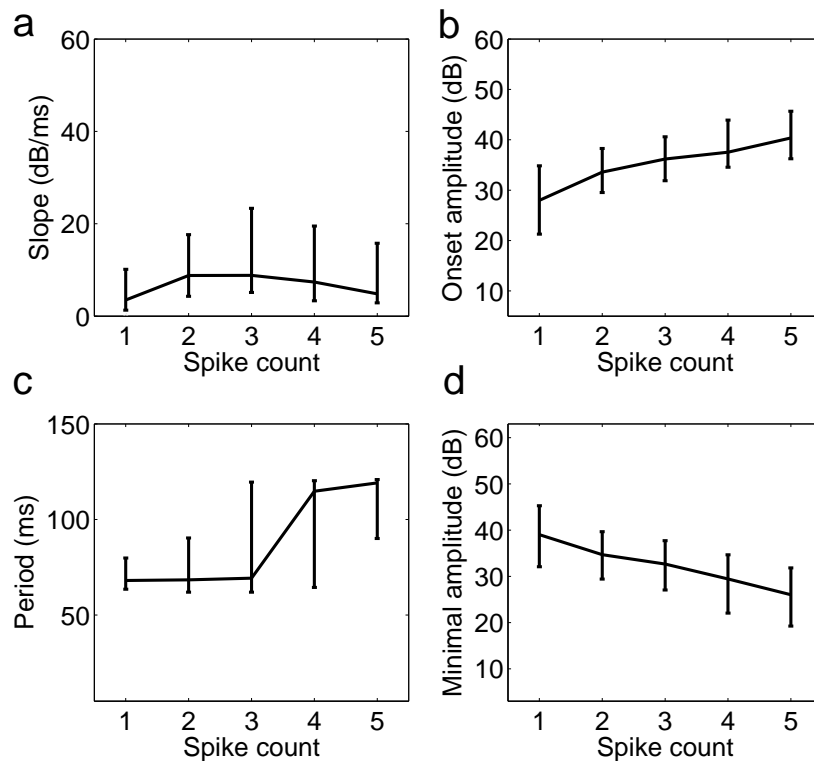 a
60
40
20
0
Slope (dB/ms)
1 2 3 4 5
Spike count
b
60
50
40
30
20
10
Onset amplitude (dB)
1 2 3 4 5
Spike count
c
150
100
50
Period (ms)
1 2 3 4 5
Spike count
d
60
50
40
30
20
10
Minimal amplitude (dB)
1 2 3 4 5
Spike count